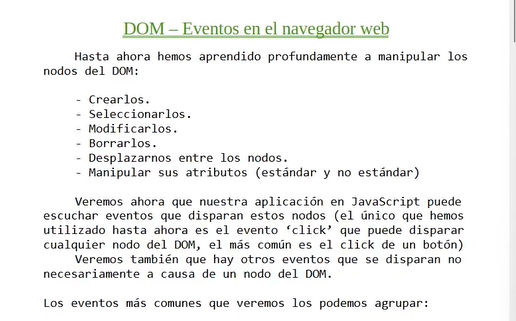 DOM – Eventos en el navegador web
Hasta ahora hemos aprendido profundamente a manipular los
nodos del DOM:
- Crearlos.
- Seleccionarlos.
- Modificarlos.
- Borrarlos.
- Desplazarnos entre los nodos.
- Manipular sus atributos (estándar y no estándar)
Veremos ahora que nuestra aplicación en JavaScript puede
escuchar eventos que disparan estos nodos (el único que hemos
utilizado hasta ahora es el evento ‘click’ que puede disparar
cualquier nodo del DOM, el más común es el click de un botón)
Veremos también que hay otros eventos que se disparan no
necesariamente a causa de un nodo del DOM.
Los eventos más comunes que veremos los podemos agrupar: